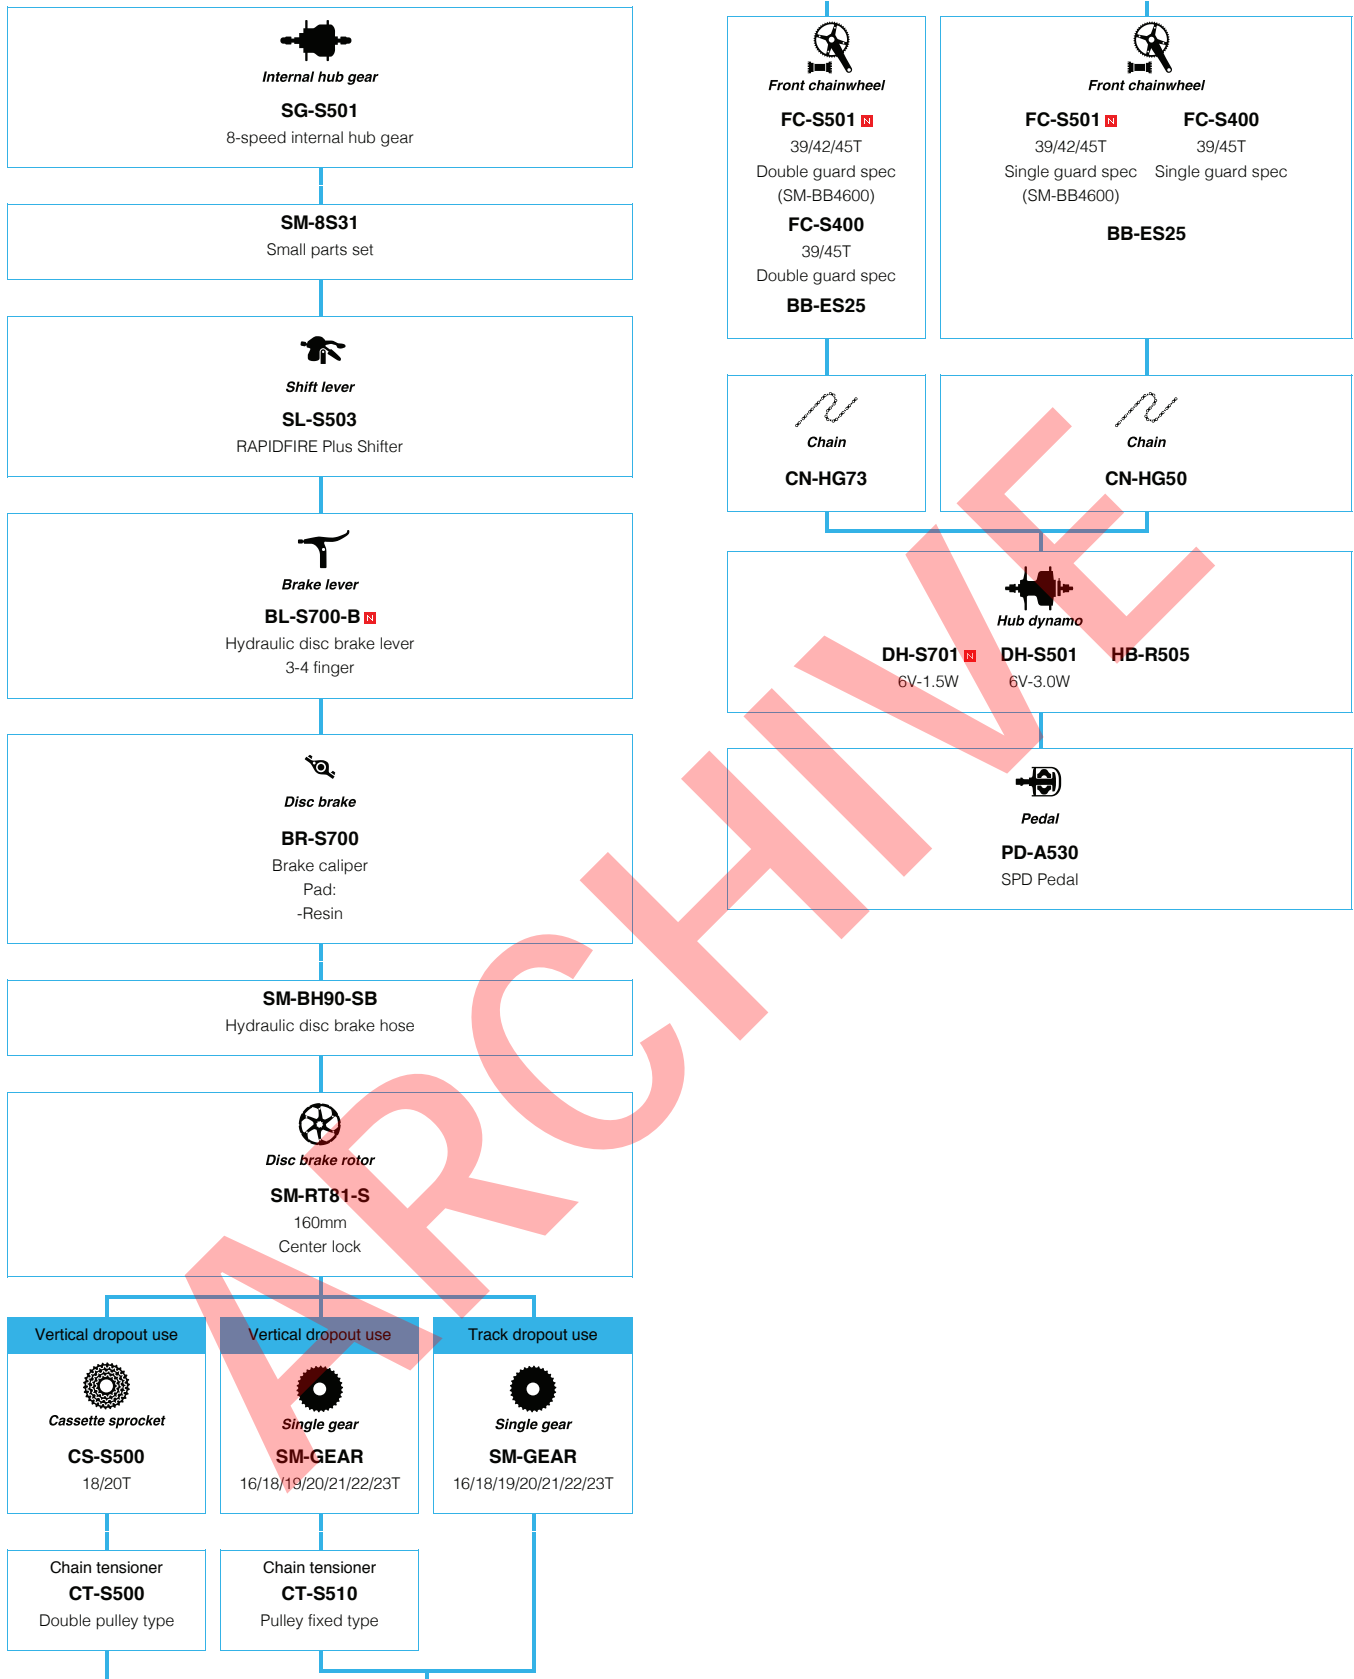 Internal hub gear
SG-S501
8-speed internal hub gear
SM-8S31
Small parts set
Shift lever
SL-S503
RAPIDFIRE Plus Shifter
Brake lever
BL-S700-B N
Hydraulic disc brake lever
3-4 finger
Disc brake
BR-S700
Brake caliper
Pad:
-Resin
SM-BH90-SB
Hydraulic disc brake hose
Disc brake rotor
SM-RT81-S
160mm
Center lock
Vertical dropout use
Cassette sprocket
CS-S500
18/20T
Chain tensioner
CT-S500
Double pulley type
Vertical dropout use
Single gear
SM-GEAR
16/18/19/20/21/22/23T
Chain tensioner
CT-S510
Pulley fixed type
Track dropout use
Single gear
SM-GEAR
16/18/19/20/21/22/23T
Front chainwheel
FC-S501 N
39/42/45T
Double guard spec
(SM-BB4600)
FC-S400
39/45T
Double guard spec
BB-ES25
Front chainwheel
FC-S501 N
39/42/45T
Single guard spec
(SM-BB4600)
FC-S400
39/45T
Single guard spec
BB-ES25
Chain
CN-HG73
Chain
CN-HG50
Hub dynamo
DH-S701 N
6V-1.5W
DH-S501
6V-3.0W
HB-R505
Pedal
PD-A530
SPD Pedal
ARCHIVE